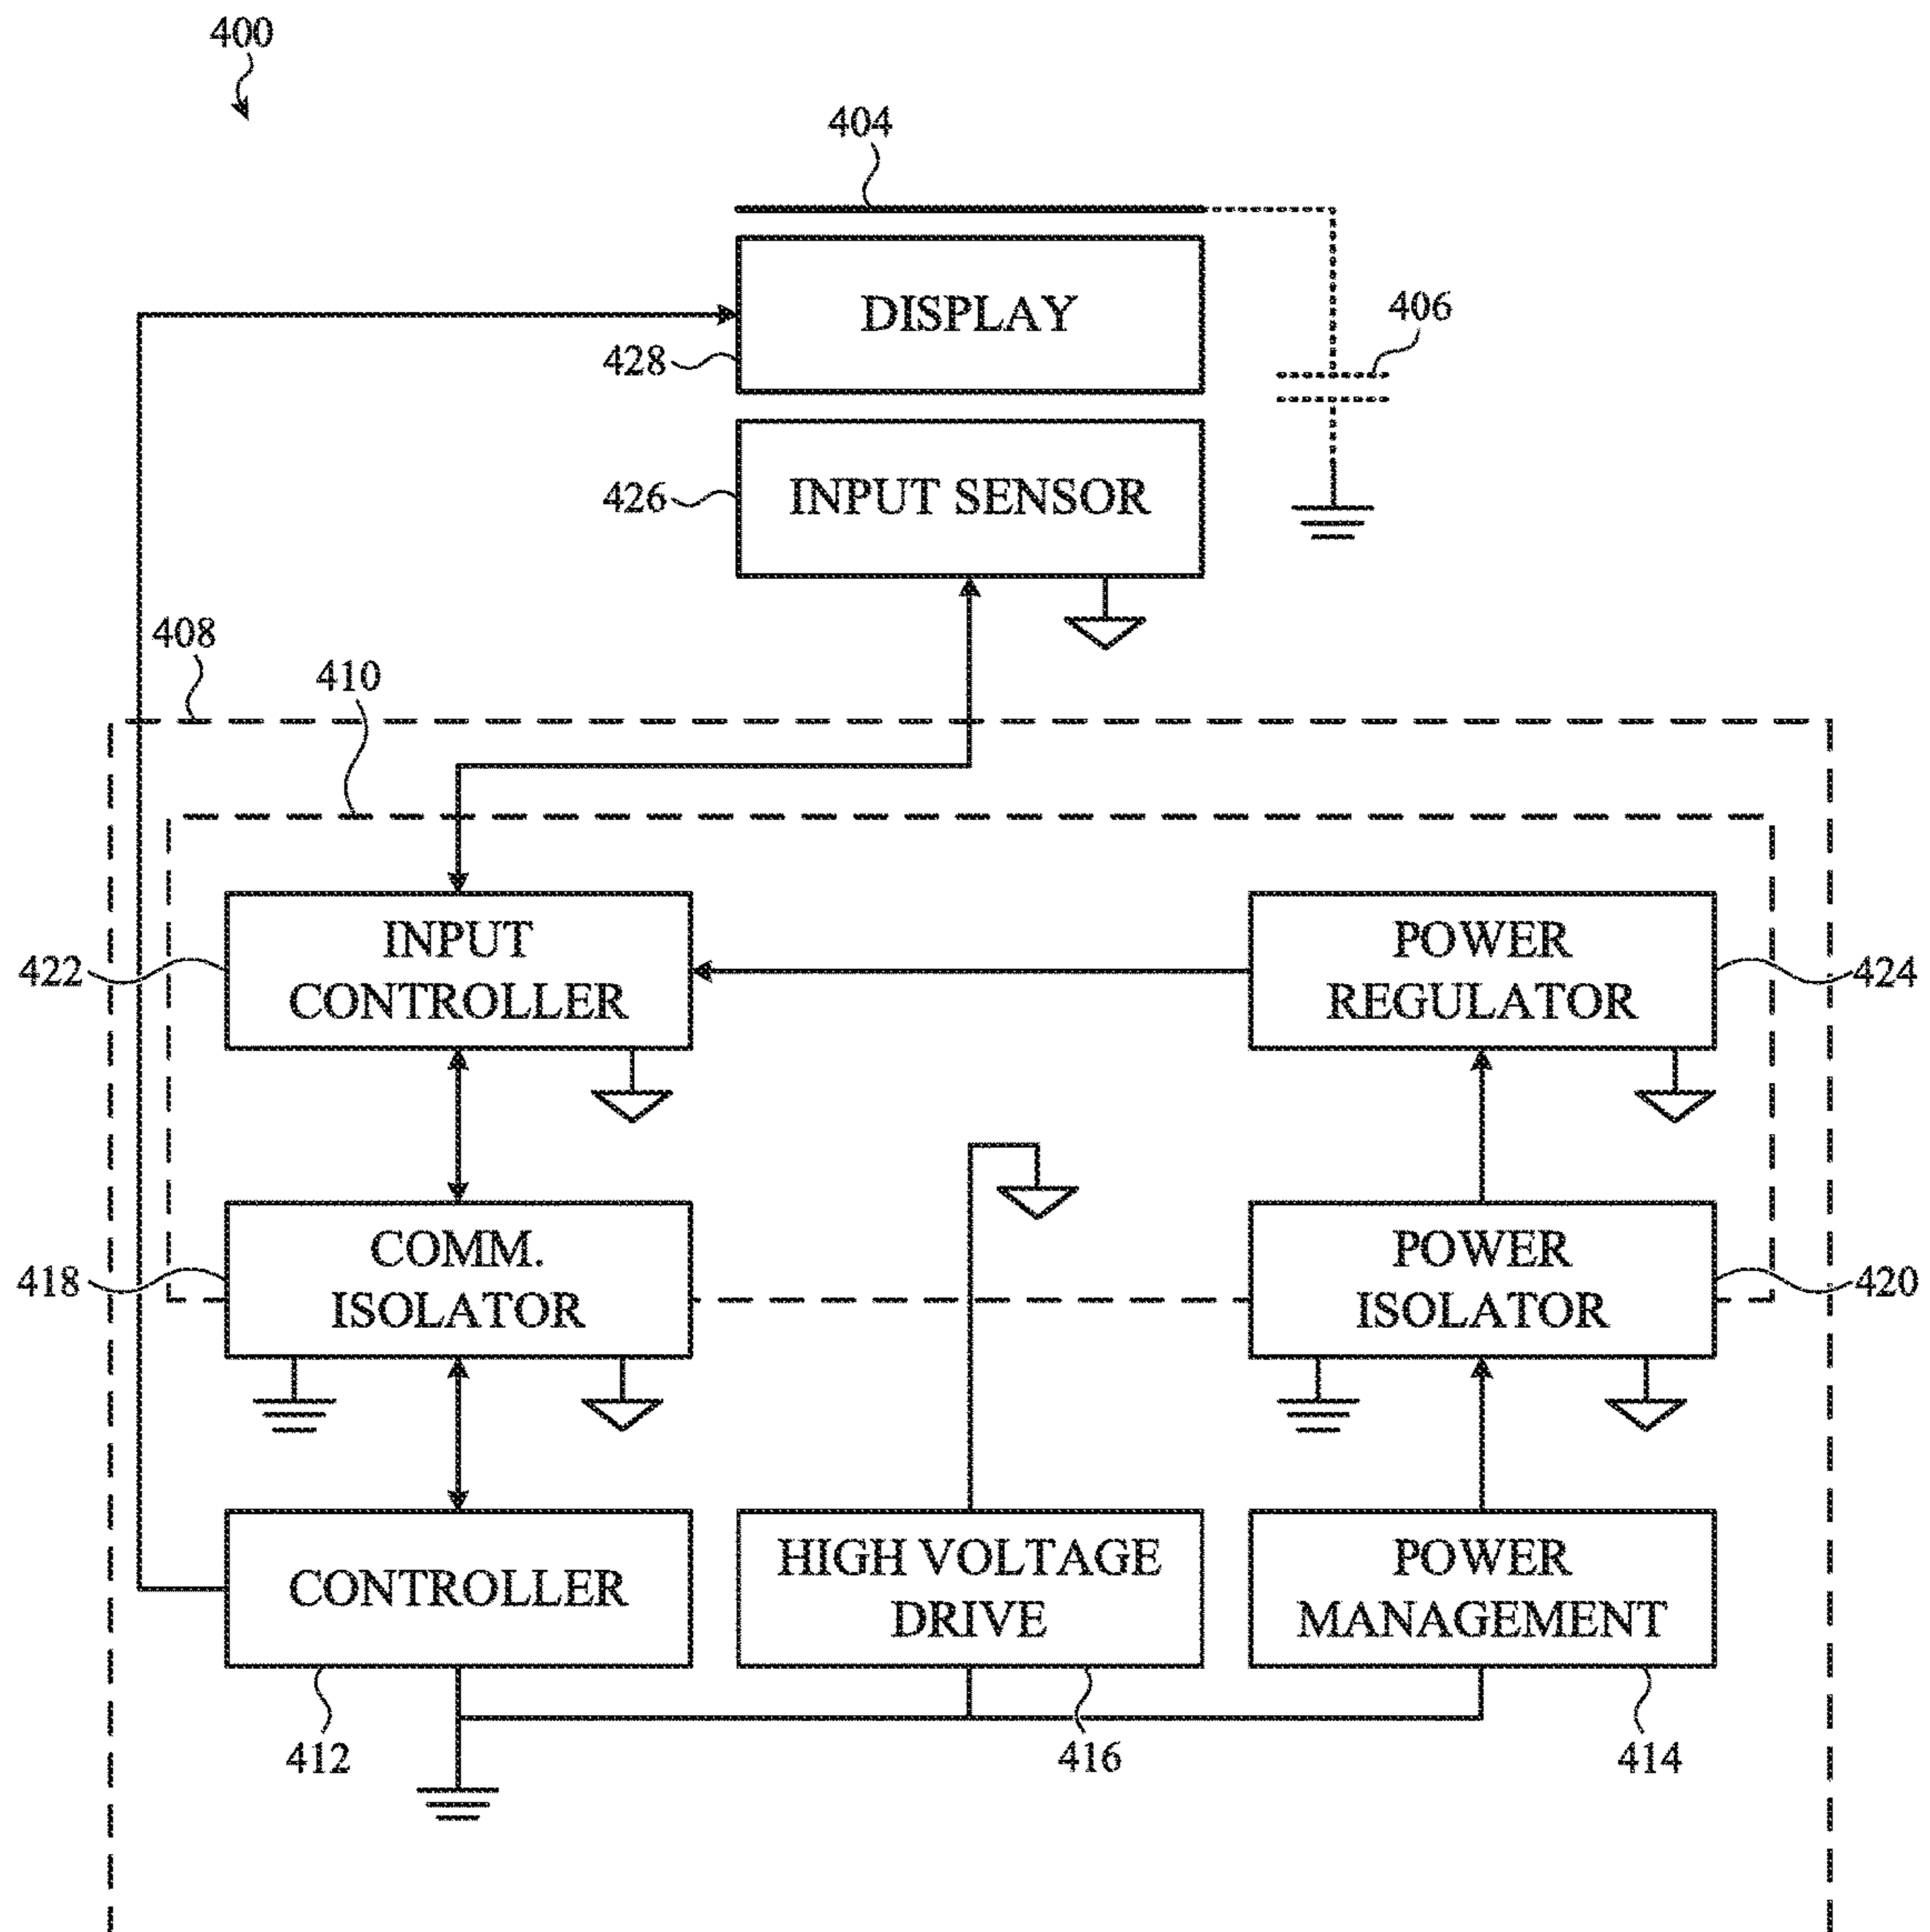 400
404
DISPLAY
406
428
INPUT SENSOR
426
408
410
INPUT
CONTROLLER
422
POWER
REGULATOR
424
COMM.
ISOLATOR
418
POWER
ISOLATOR
420
CONTROLLER
HIGH VOLTAGE
DRIVE
POWER
MANAGEMENT
412
416
414